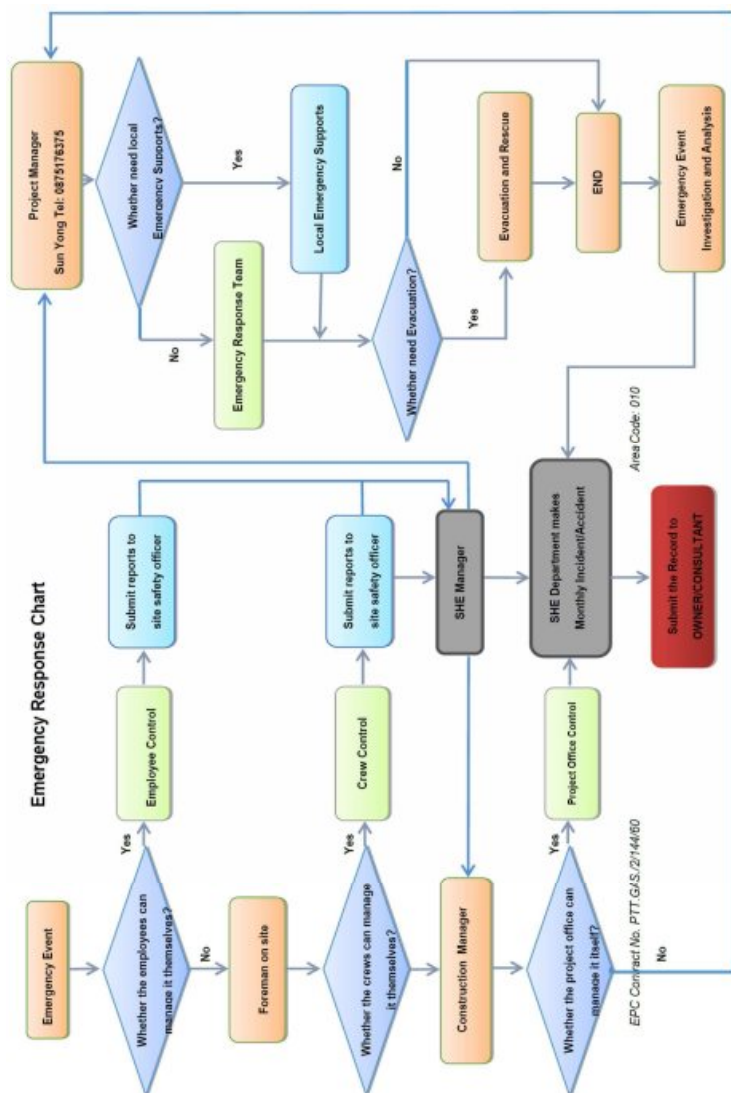 Emergency Response Chart
Emergency Event
Whether the employees can
manage it themselves?
Yes
Employee Control
Submit reports to
site safety officer
No
Foreman on site
Whether the crews can manage
it themselves?
Yes
Crew Control
Submit reports to
site safety officer
SHE Manager
Construction Manager
Whether the project office can
manage it itself?
Yes
Project Office Control
SHE Department makes
Monthly Incident/Accident
Submit the Record to
OWNER/CONSULTANT
No
Project Manager
Sun Yong Tel: 0875176375
Whether need local
Emergency Supports?
Yes
Local Emergency Supports
No
Emergency Response Team
Whether need Evacuation?
No
Yes
Evacuation and Rescue
END
Emergency Event
Investigation and Analysis
EPC Contract No. PTT.GAS./2/144/60
Area Code: 010